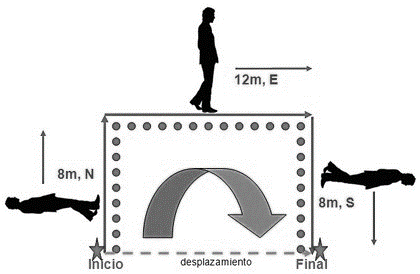 12m, E
8m, N
8m, S
Inicio
desplazamiento
Final